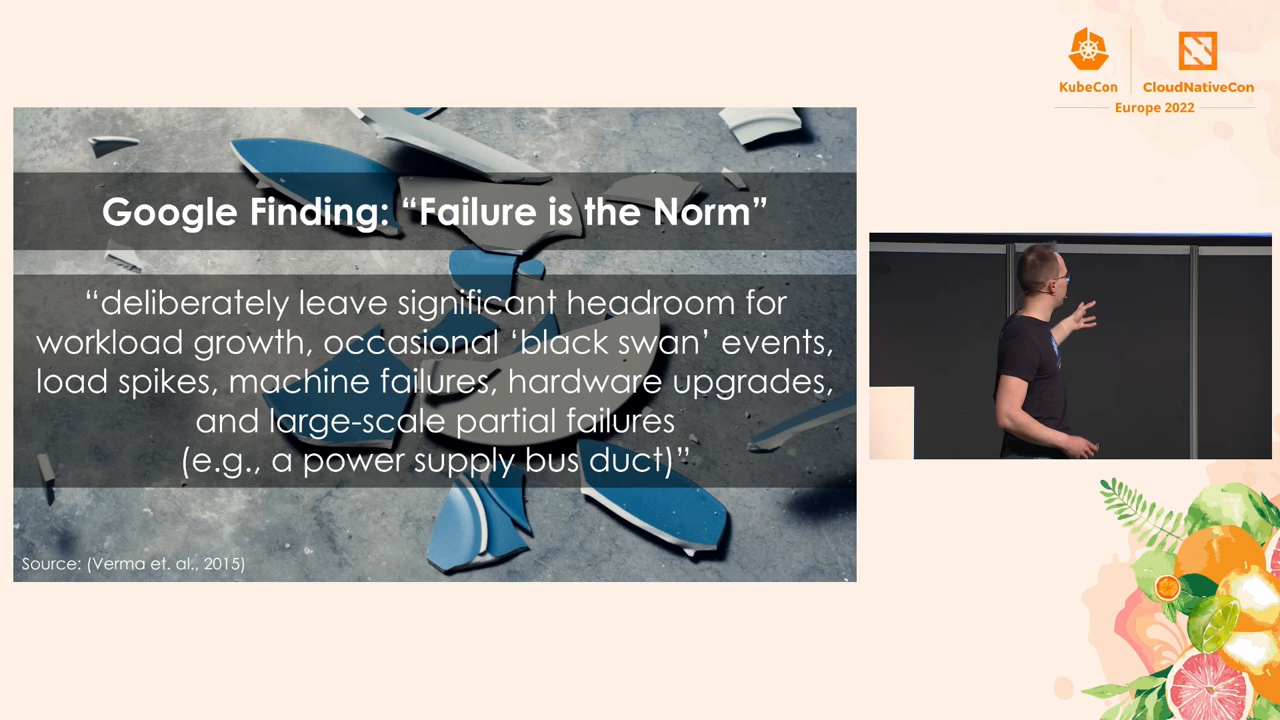 KubeCon
CloudNativeCon
Europe 2022
Google Finding: “Failure is the Norm”
“deliberately leave significant headroom for
workload growth, occasional ‘black swan’ events,
load spikes, machine failures, hardware upgrades,
and large-scale partial failures
(e.g., a power supply bus duct)”
Source: (Verma et. al., 2015)